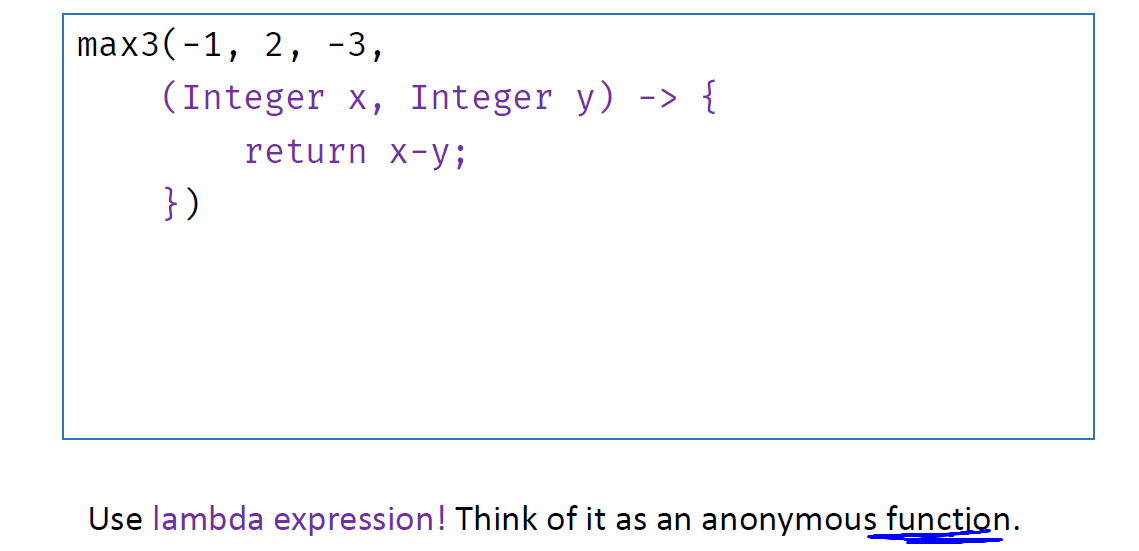 max3(-1, 2, -3,
(Integer x, Integer y) -> {
return x-y;
})
Use lambda expression! Think of it as an anonymous function.